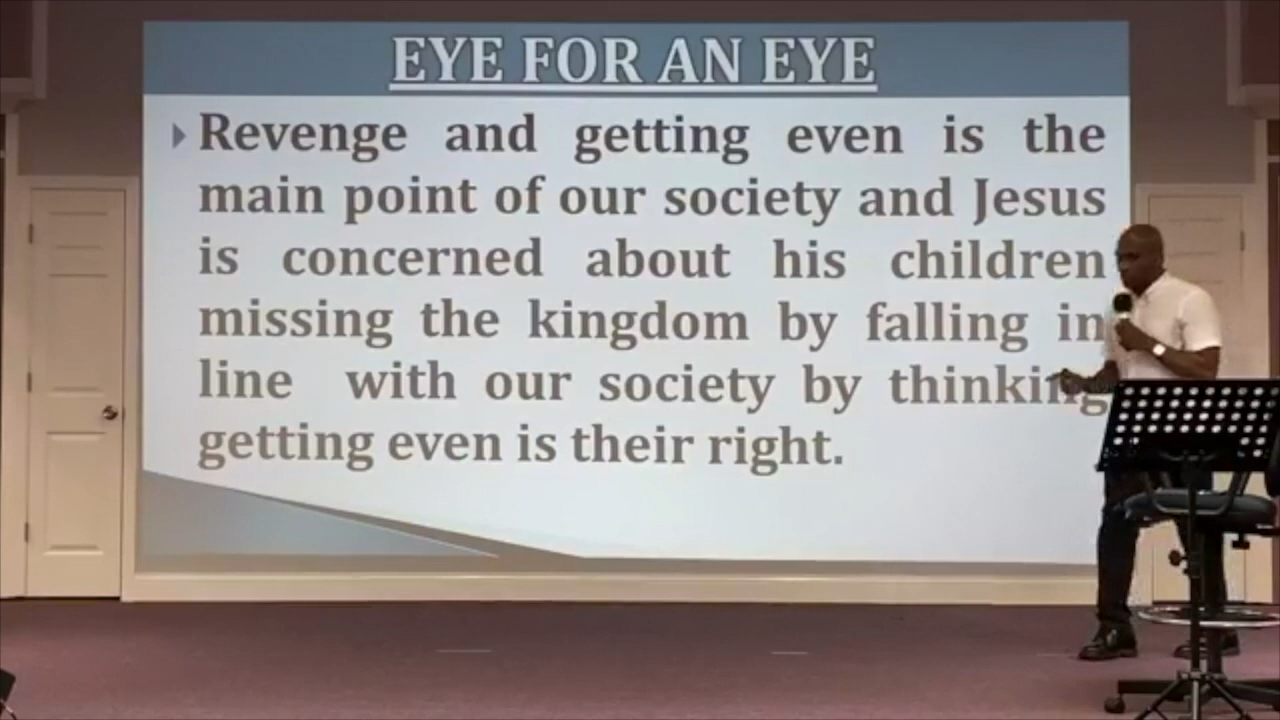 EYE FOR AN EYE
Revenge and getting even is the
main point of our society and Jesus
is concerned about his children
missing the kingdom by falling in
line with our society by thinking
getting even is their right.